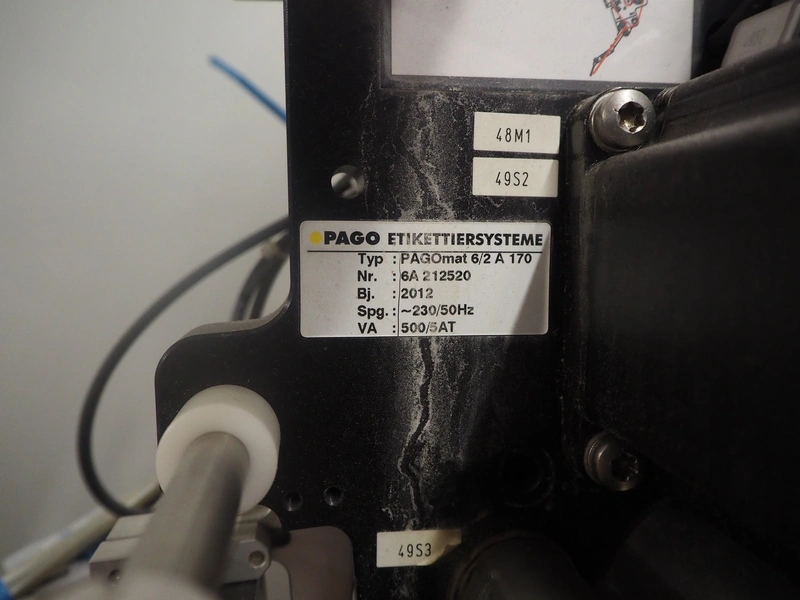 48M1
49S2
PAGO ETIKETTIERSYSTEME
Typ : PAGOmat 6/2 A 170
Nr. : 6A 212520
Bj. : 2012
Spg. : ~230/50Hz
VA : 500/5AT
49S3